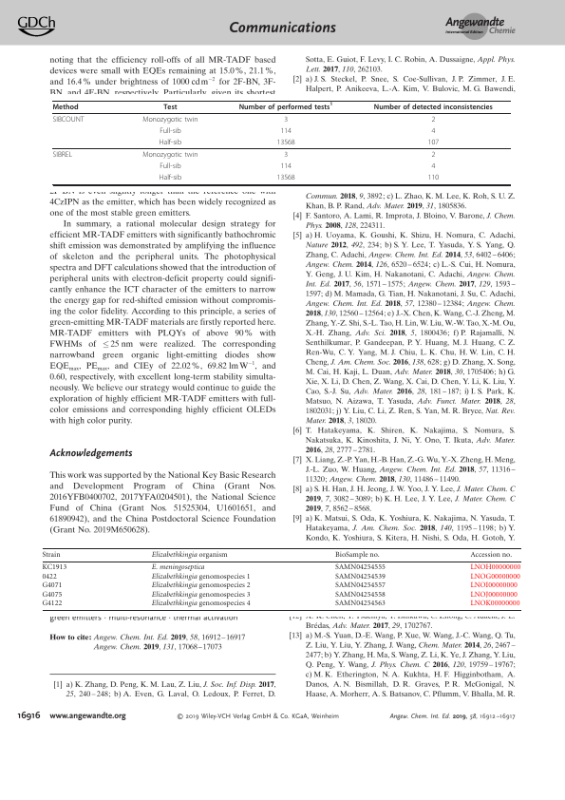 GDCh
Communications
Angewandte
International Edition
Chemie
noting that the efficiency roll-offs of all MR-TADF based
devices were small with EQEs remaining at 15.0%, 21.1%,
and 16.4% under brightness of 1000 cd m−2 for 2F-BN, 3F-
BN, and 4F-BN, respectively. Particularly, given its shortest
Sotta, E. Guiot, F. Levy, I. C. Robin, A. Dussaigne, Appl. Phys.
Lett. 2017, 110, 262103.
[2] a) J. S. Steckel, P. Snee, S. Coe-Sullivan, J. P. Zimmer, J. E.
Halpert, P. Anikeeva, L.-A. Kim, V. Bulovic, M. G. Bawendi,
Method Test Number of performed tests Number of detected inconsistencies
SIBCOUNT Monozygotic twin 3 2
Full-sib 114 4
Half-sib 13568 107
SIBREL Monozygotic twin 3 2
Full-sib 114 4
Half-sib 13568 110
2F-BN is even slightly longer than the reference one with
4CzIPN as the emitter, which has been widely recognized as
one of the most stable green emitters.
In summary, a rational molecular design strategy for
efficient MR-TADF emitters with significantly bathochromic
shift emission was demonstrated by amplifying the influence
of skeleton and the peripheral units. The photophysical
spectra and DFT calculations showed that the introduction of
peripheral units with electron-deficit property could signifi-
cantly enhance the ICT character of the emitters to narrow
the energy gap for red-shifted emission without compromis-
ing the color fidelity. According to this principle, a series of
green-emitting MR-TADF materials are firstly reported here.
MR-TADF emitters with PLQYs of above 90% with
FWHMs of ≤25 nm were realized. The corresponding
narrowband green organic light-emitting diodes show
EQEmax, PEmax, and CIEy of 22.02%, 69.82 lm W−1, and
0.60, respectively, with excellent long-term stability simulta-
neously. We believe our strategy would continue to guide the
exploration of highly efficient MR-TADF emitters with full-
color emissions and corresponding highly efficient OLEDs
with high color purity.
Acknowledgements
This work was supported by the National Key Basic Research
and Development Program of China (Grant Nos.
2016YFB0400702, 2017YFA0204501), the National Science
Fund of China (Grant Nos. 51525304, U1601651, and
61890942), and the China Postdoctoral Science Foundation
(Grant No. 2019M650628).
Commun. 2018, 9, 3892; c) L. Zhao, K. M. Lee, K. Roh, S. U. Z.
Khan, B. P. Rand, Adv. Mater. 2019, 31, 1805836.
[4] F. Santoro, A. Lami, R. Improta, J. Bloino, V. Barone, J. Chem.
Phys. 2008, 128, 224311.
[5] a) H. Uoyama, K. Goushi, K. Shizu, H. Nomura, C. Adachi,
Nature 2012, 492, 234; b) S. Y. Lee, T. Yasuda, Y. S. Yang, Q.
Zhang, C. Adachi, Angew. Chem. Int. Ed. 2014, 53, 6402–6406;
Angew. Chem. 2014, 126, 6520–6524; c) L.-S. Cui, H. Nomura,
Y. Geng, J. U. Kim, H. Nakanotani, C. Adachi, Angew. Chem.
Int. Ed. 2017, 56, 1571–1575; Angew. Chem. 2017, 129, 1593–
1597; d) M. Mamada, G. Tian, H. Nakanotani, J. Su, C. Adachi,
Angew. Chem. Int. Ed. 2018, 57, 12380–12384; Angew. Chem.
2018, 130, 12560–12564; e) J.-X. Chen, K. Wang, C.-J. Zheng, M.
Zhang, Y.-Z. Shi, S.-L. Tao, H. Lin, W. Liu, W.-W. Tao, X.-M. Ou,
X.-H. Zhang, Adv. Sci. 2018, 5, 1800436; f) P. Rajamalli, N.
Senthilkumar, P. Gandeepan, P. Y. Huang, M. J. Huang, C. Z.
Ren-Wu, C. Y. Yang, M. J. Chiu, L. K. Chu, H. W. Lin, C. H.
Cheng, J. Am. Chem. Soc. 2016, 138, 628; g) D. Zhang, X. Song,
M. Cai, H. Kaji, L. Duan, Adv. Mater. 2018, 30, 1705406; h) G.
Xie, X. Li, D. Chen, Z. Wang, X. Cai, D. Chen, Y. Li, K. Liu, Y.
Cao, S.-J. Su, Adv. Mater. 2016, 28, 181–187; i) I. S. Park, K.
Matsuo, N. Aizawa, T. Yasuda, Adv. Funct. Mater. 2018, 28,
1802031; j) Y. Liu, C. Li, Z. Ren, S. Yan, M. R. Bryce, Nat. Rev.
Mater. 2018, 3, 18020.
[6] T. Hatakeyama, K. Shiren, K. Nakajima, S. Nomura, S.
Nakatsuka, K. Kinoshita, J. Ni, Y. Ono, T. Ikuta, Adv. Mater.
2016, 28, 2777–2781.
[7] X. Liang, Z.-P. Yan, H.-B. Han, Z.-G. Wu, Y.-X. Zheng, H. Meng,
J.-L. Zuo, W. Huang, Angew. Chem. Int. Ed. 2018, 57, 11316–
11320; Angew. Chem. 2018, 130, 11486–11490.
[8] a) S. H. Han, J. H. Jeong, J. W. Yoo, J. Y. Lee, J. Mater. Chem. C
2019, 7, 3082–3089; b) K. H. Lee, J. Y. Lee, J. Mater. Chem. C
2019, 7, 8562–8568.
[9] a) K. Matsui, S. Oda, K. Yoshiura, K. Nakajima, N. Yasuda, T.
Hatakeyama, J. Am. Chem. Soc. 2018, 140, 1195–1198; b) Y.
Kondo, K. Yoshiura, S. Kitera, H. Nishi, S. Oda, H. Gotoh, Y.
Strain Elizabethkingia organism BioSample no. Accession no.
KC1913 E. meningoseptica SAMN04254555 LNOH00000000
0422 Elizabethkingia genomospecies 1 SAMN04254539 LNOG00000000
G4071 Elizabethkingia genomospecies 2 SAMN04254557 LNOI00000000
G4075 Elizabethkingia genomospecies 3 SAMN04254558 LNOJ00000000
G4122 Elizabethkingia genomospecies 4 SAMN04254563 LNOK00000000
green emitters · multi-resonance · thermal activation
How to cite: Angew. Chem. Int. Ed. 2019, 58, 16912–16917
Angew. Chem. 2019, 131, 17068–17073
[1] a) K. Zhang, D. Peng, K. M. Lau, Z. Liu, J. Soc. Inf. Disp. 2017,
25, 240–248; b) A. Even, G. Laval, O. Ledoux, P. Ferret, D.
Brédas, Adv. Mater. 2017, 29, 1702767.
[13] a) M.-S. Yuan, D.-E. Wang, P. Xue, W. Wang, J.-C. Wang, Q. Tu,
Z. Liu, Y. Liu, Y. Zhang, J. Wang, Chem. Mater. 2014, 26, 2467–
2477; b) Y. Zhang, H. Ma, S. Wang, Z. Li, K. Ye, J. Zhang, Y. Liu,
Q. Peng, Y. Wang, J. Phys. Chem. C 2016, 120, 19759–19767;
c) M. K. Etherington, N. A. Kukhta, H. F. Higginbotham, A.
Danos, A. N. Bismillah, D. R. Graves, P. R. McGonigal, N.
Haase, A. Morherr, A. S. Batsanov, C. Pflumm, V. Bhalla, M. R.
16916 www.angewandte.org
© 2019 Wiley-VCH Verlag GmbH & Co. KGaA, Weinheim
Angew. Chem. Int. Ed. 2019, 58, 16912–16917